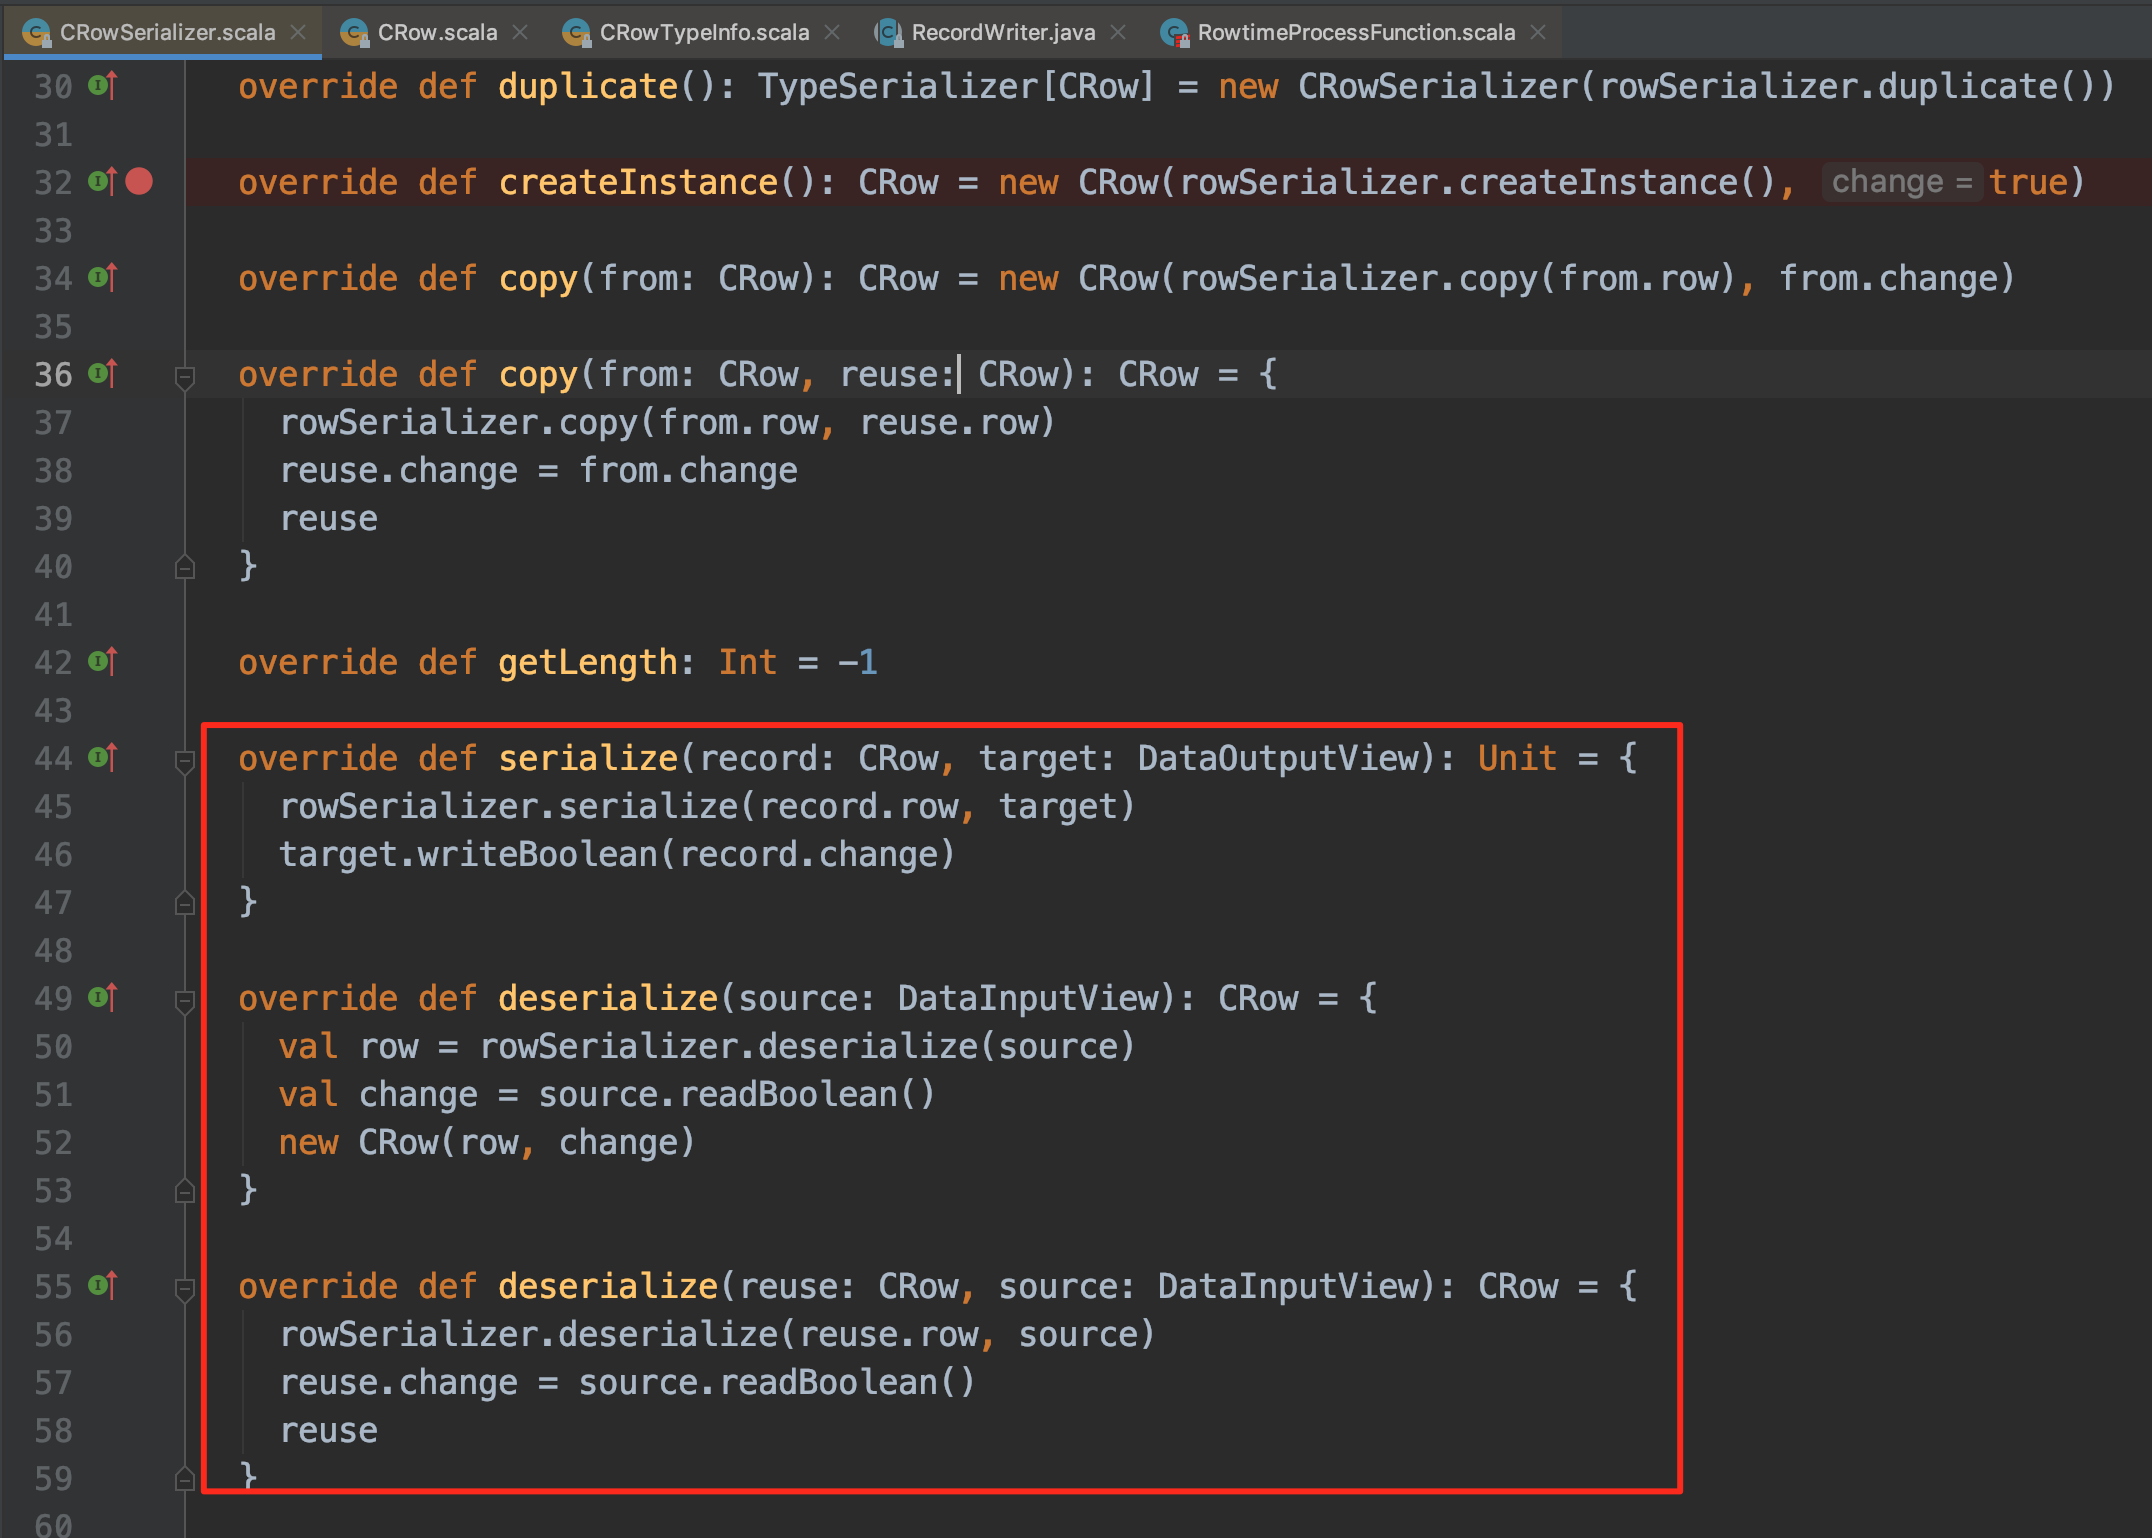 CRowSerializer.scala CRow.scala CRowTypeInfo.scala RecordWriter.java RowtimeProcessFunction.scala
30 override def duplicate(): TypeSerializer[CRow] = new CRowSerializer(rowSerializer.duplicate())
31
32 override def createInstance(): CRow = new CRow(rowSerializer.createInstance(), change = true)
33
34 override def copy(from: CRow): CRow = new CRow(rowSerializer.copy(from.row), from.change)
35
36 override def copy(from: CRow, reuse: CRow): CRow = {
37 rowSerializer.copy(from.row, reuse.row)
38 reuse.change = from.change
39 reuse
40 }
41
42 override def getLength: Int = -1
43
44 override def serialize(record: CRow, target: DataOutputView): Unit = {
45 rowSerializer.serialize(record.row, target)
46 target.writeBoolean(record.change)
47 }
48
49 override def deserialize(source: DataInputView): CRow = {
50 val row = rowSerializer.deserialize(source)
51 val change = source.readBoolean()
52 new CRow(row, change)
53 }
54
55 override def deserialize(reuse: CRow, source: DataInputView): CRow = {
56 rowSerializer.deserialize(reuse.row, source)
57 reuse.change = source.readBoolean()
58 reuse
59 }
60